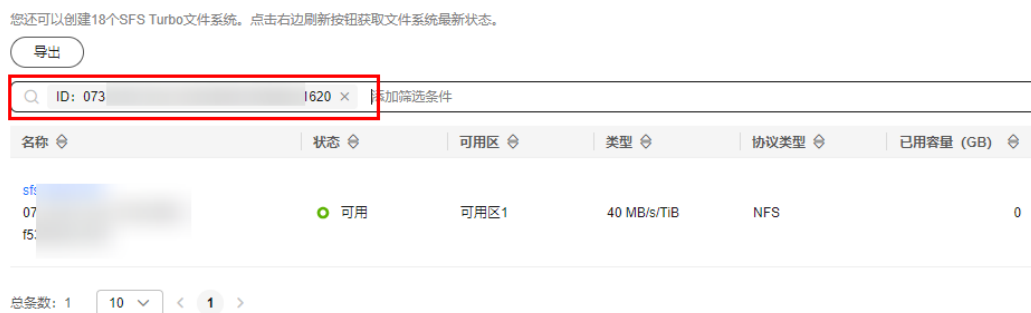 您还可以创建18个SFS Turbo文件系统。点击右边刷新按钮获取文件系统最新状态。
导出
ID: 073 1620 × 添加筛选条件
名称 状态 可用区 类型 协议类型 已用容量 (GB)
sfs
07 可用 可用区1 40 MB/s/TiB NFS 0
f53
总条数: 1 10 < 1 >